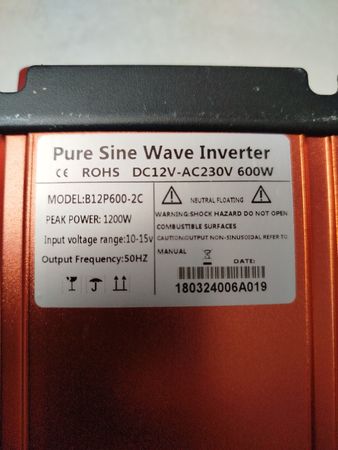 Pure Sine Wave Inverter
CE ROHS DC12V-AC230V 600W
MODEL:B12P600-2C
PEAK POWER: 1200W
Input voltage range:10-15v
Output Frequency:50HZ
NEUTRAL FLOATING
WARNING:SHOCK HAZARD DO NOT OPEN
COMBUSTIBLE SURFACES
CAUTION:OUTPUT NON-SINUSOIDAL REFER TO
MANUAL
DATE:
180324006A019